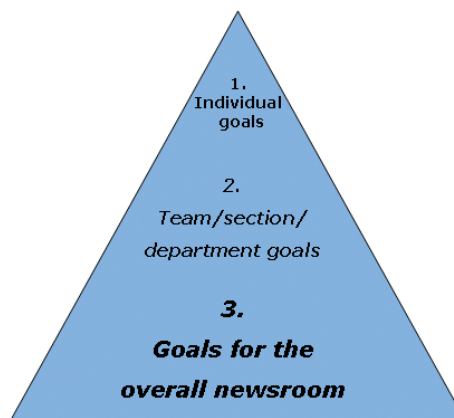 1.
Individual
goals
2.
Team/section/
department goals
3.
Goals for the
overall newsroom